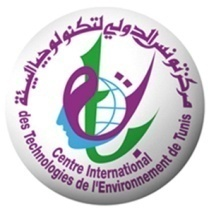 مركز تونس الدولي لتكنولوجيا البيئة
Centre International
des Technologies de l'Environnement de Tunis